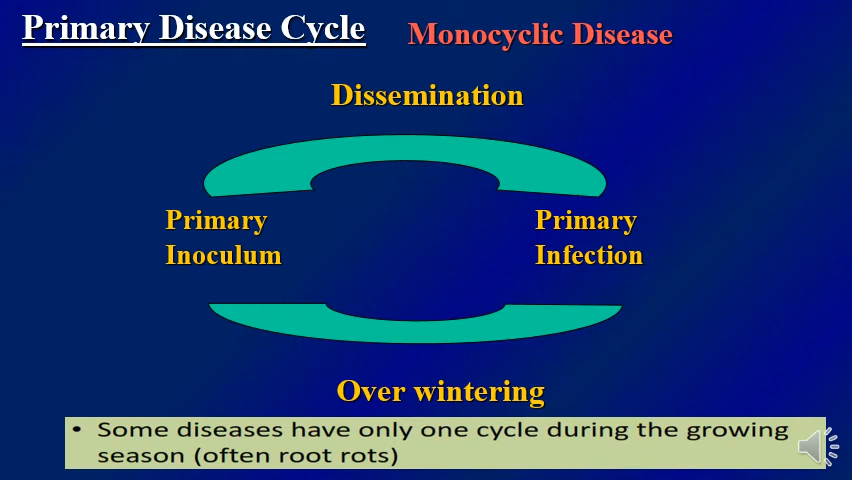 Primary Disease Cycle
Monocyclic Disease
Dissemination
Primary
Inoculum
Primary
Infection
Over wintering
• Some diseases have only one cycle during the growing
season (often root rots)